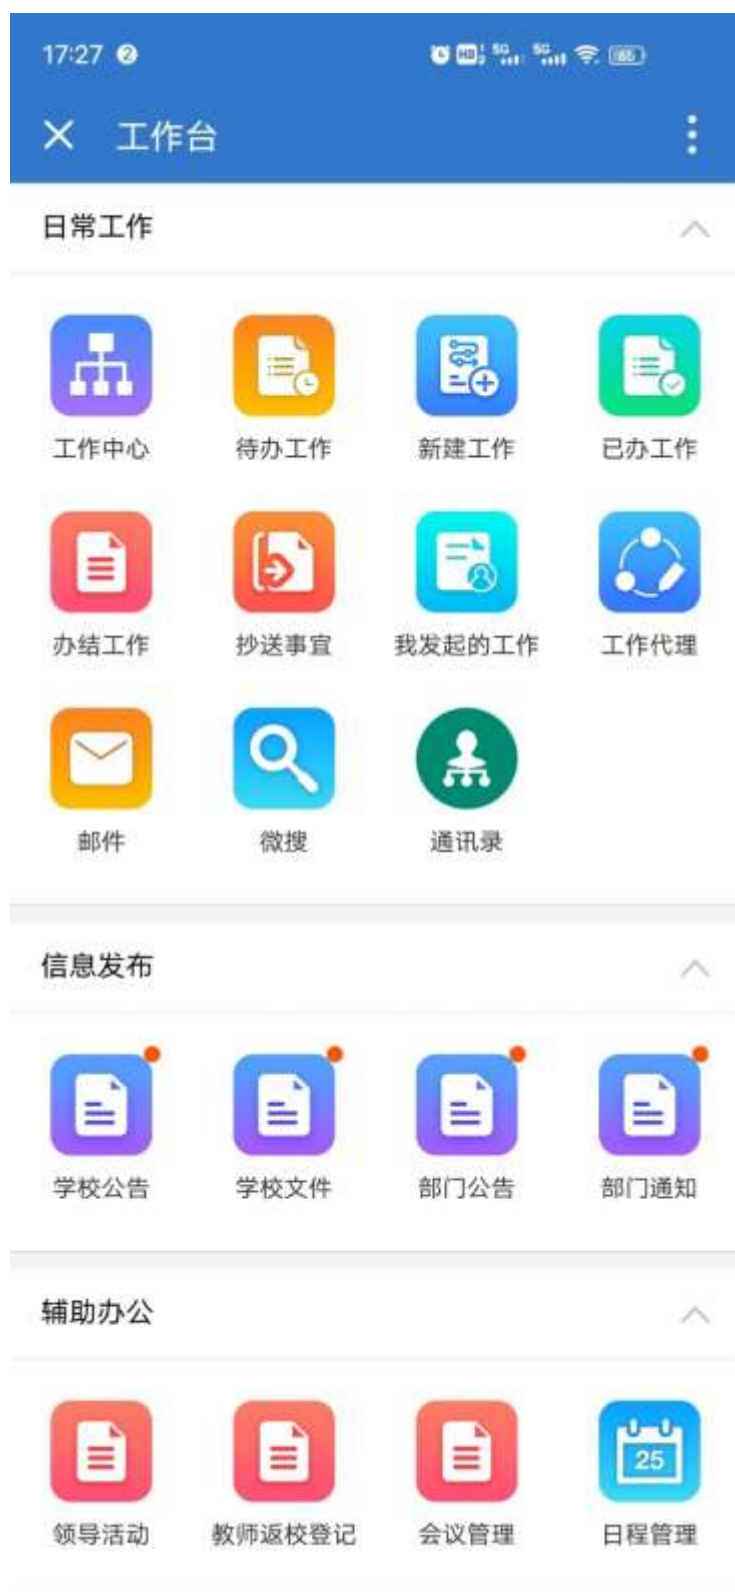 17:27 2
工作台
日常工作
工作中心 待办工作 新建工作 已办工作
办结工作 抄送事宜 我发起的工作 工作代理
邮件 微搜 通讯录
信息发布
学校公告 学校文件 部门公告 部门通知
辅助办公
25
领导活动 教师返校登记 会议管理 日程管理